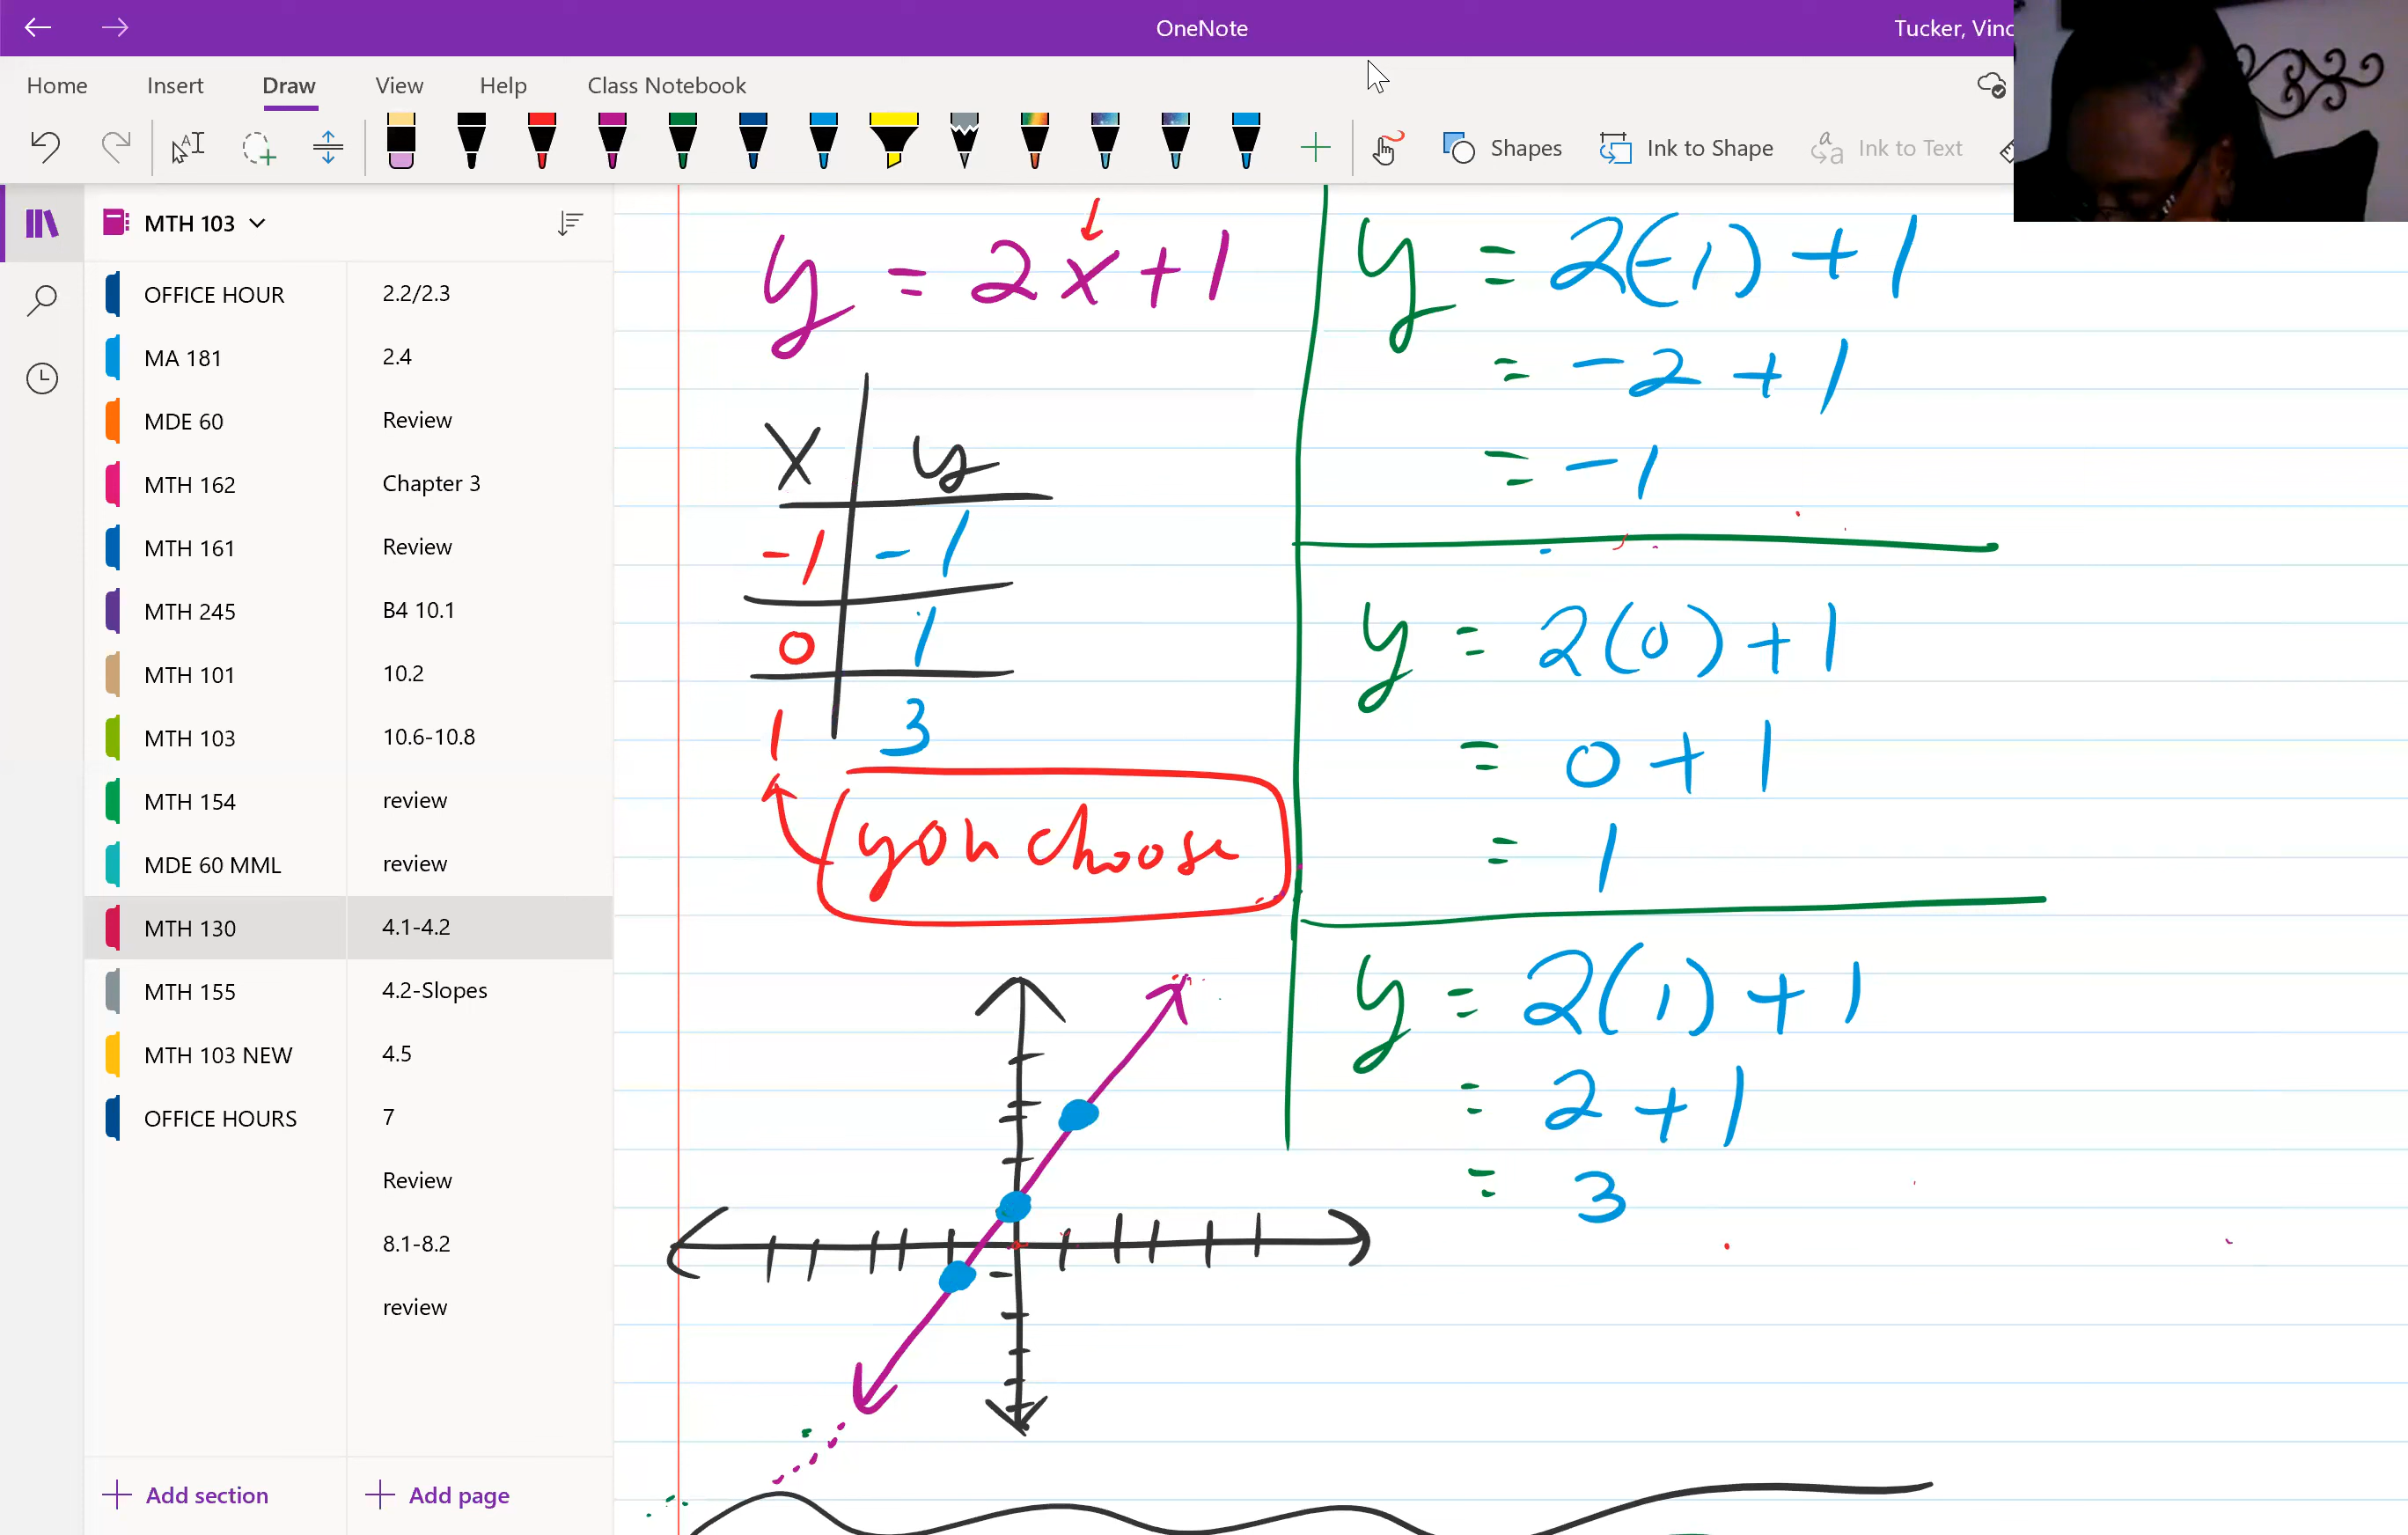 OneNote
Tucker, Vinc
Home Insert Draw View Help Class Notebook
Shapes Ink to Shape Ink to Text
MTH 103
OFFICE HOUR
MA 181
MDE 60
MTH 162
MTH 161
MTH 245
MTH 101
MTH 103
MTH 154
MDE 60 MML
MTH 130
MTH 155
MTH 103 NEW
OFFICE HOURS
Add section
2.2/2.3
2.4
Review
Chapter 3
Review
B4 10.1
10.2
10.6-10.8
review
review
4.1-4.2
4.2-Slopes
4.5
7
Review
8.1-8.2
review
Add page
y = 2x+1
x y
-1 -1
0 1
1 3
you choose
y = 2(-1) + 1
= -2 + 1
= -1
y = 2(0) + 1
= 0 + 1
= 1
y = 2(1) + 1
= 2 + 1
= 3